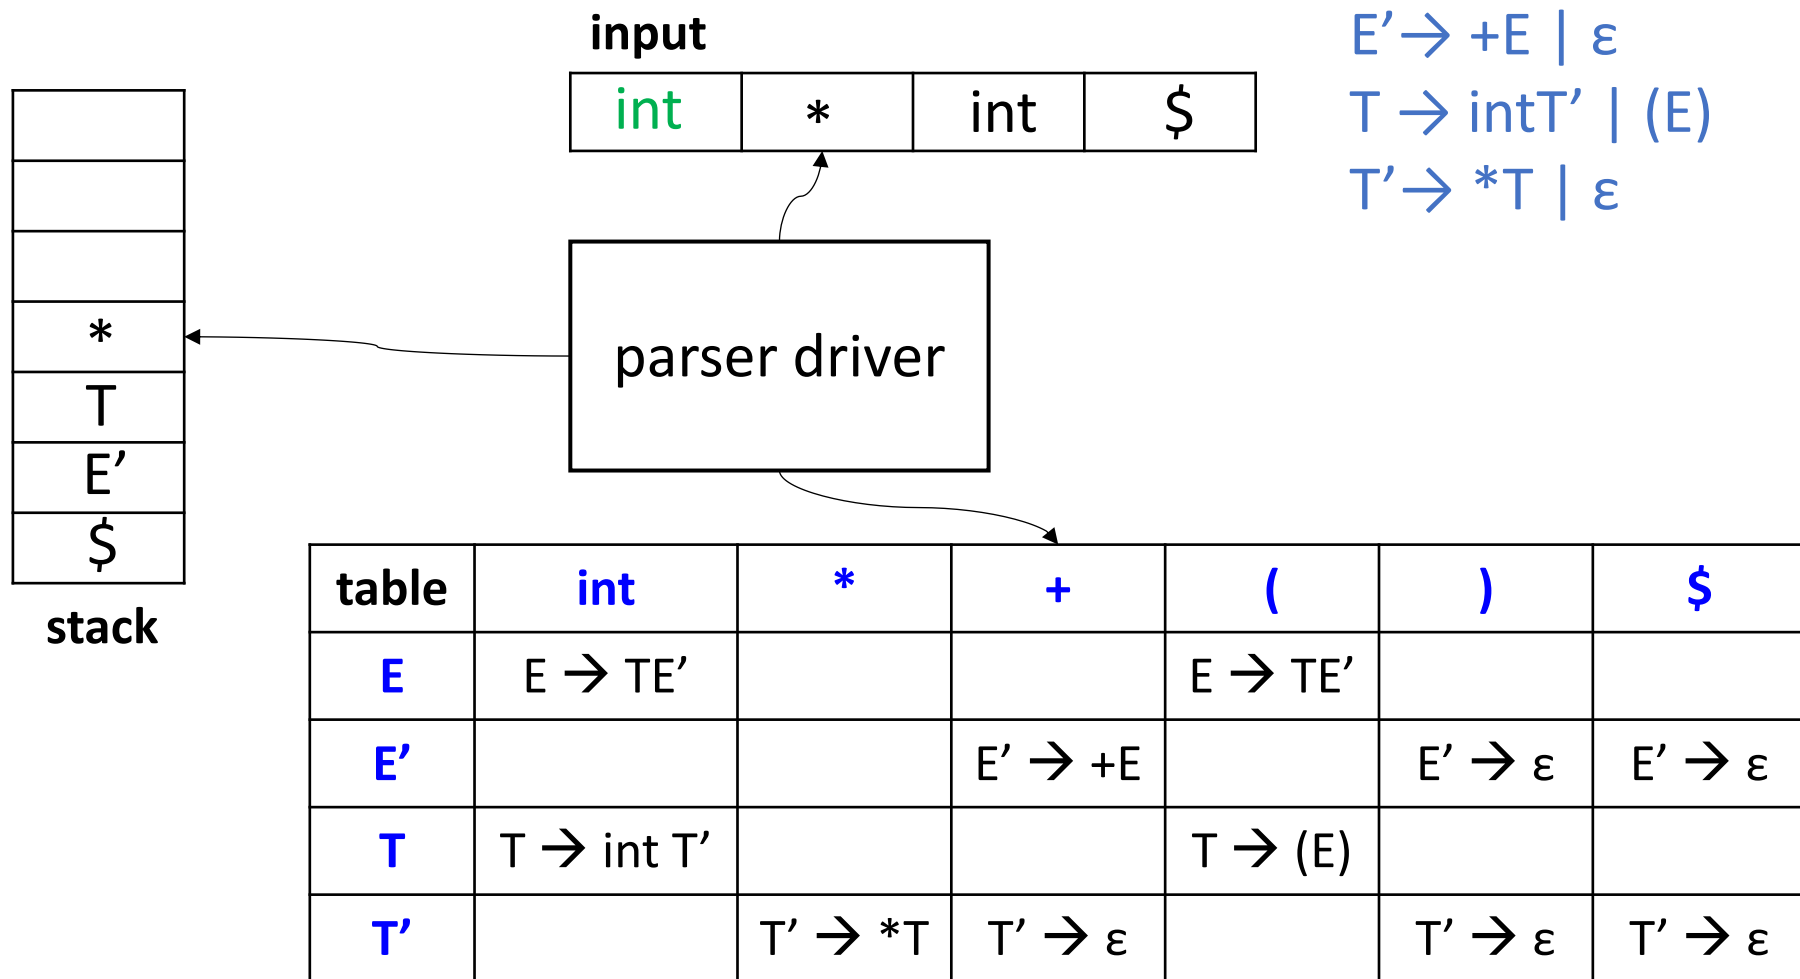 input
int * int $
E’→ +E | ε
T → intT’ | (E)
T’→ *T | ε
*
T
E’
$
stack
parser driver
table int * + ( ) $
E E → TE’ E → TE’
E’ E’ → +E E’ → ε E’ → ε
T T → int T’ T → (E)
T’ T’ → *T T’ → ε T’ → ε T’ → ε